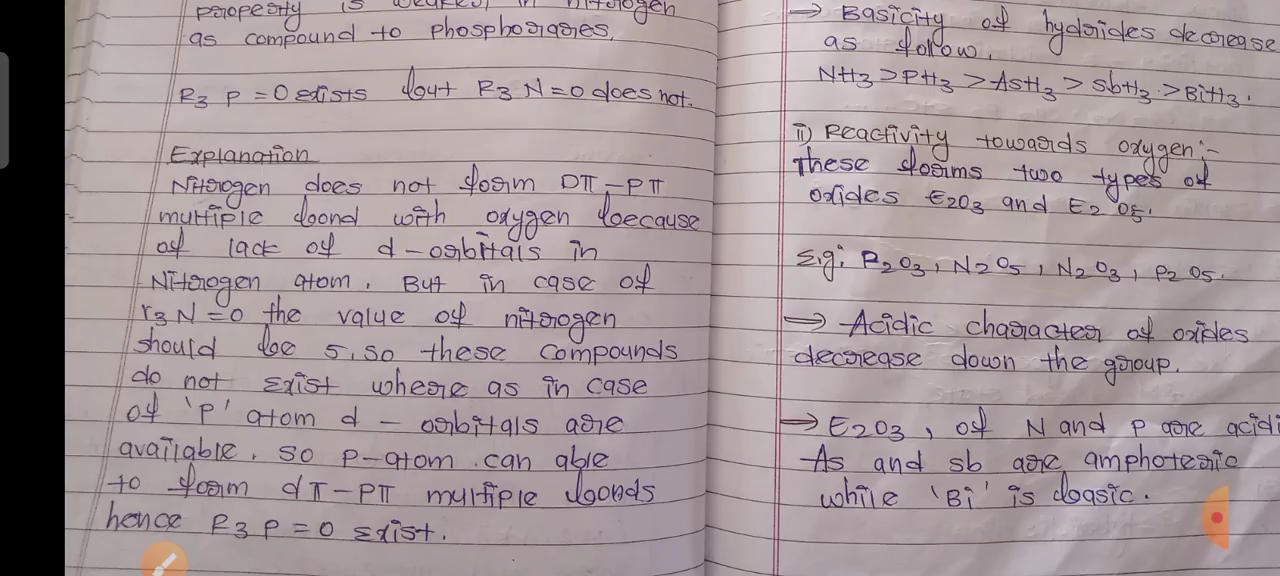 property is weaker in nitrogen
as compound to phosphorares,
R3 P = O exists but R3 N = O does not.
Explanation
Nitrogen does not form Dπ - Pπ
multiple bond with oxygen because
of lack of d - orbitals in
Nitrogen atom. But in case of
r3 N = O the value of nitrogen
should be 5, so these compounds
do not Exist where as in case
of 'P' atom d - orbitals are
available. so P-atom can able
to form dπ - Pπ multiple bonds
hence R3 P = O Exist.
→ Basicity of hydrides decrease
as follow.
NH3 > PH3 > AsH3 > SbH3 > BiH3.
ii) Reactivity towards oxygen:-
These forms two types of
oxides E2O3 and E2 O5.
E.g: P2O3, N2O5, N2O3, P2 O5.
→ Acidic character of oxides
decrease down the group.
→ E2O3, of N and P are acidi
As and Sb are amphoteric
while 'Bi' is basic.